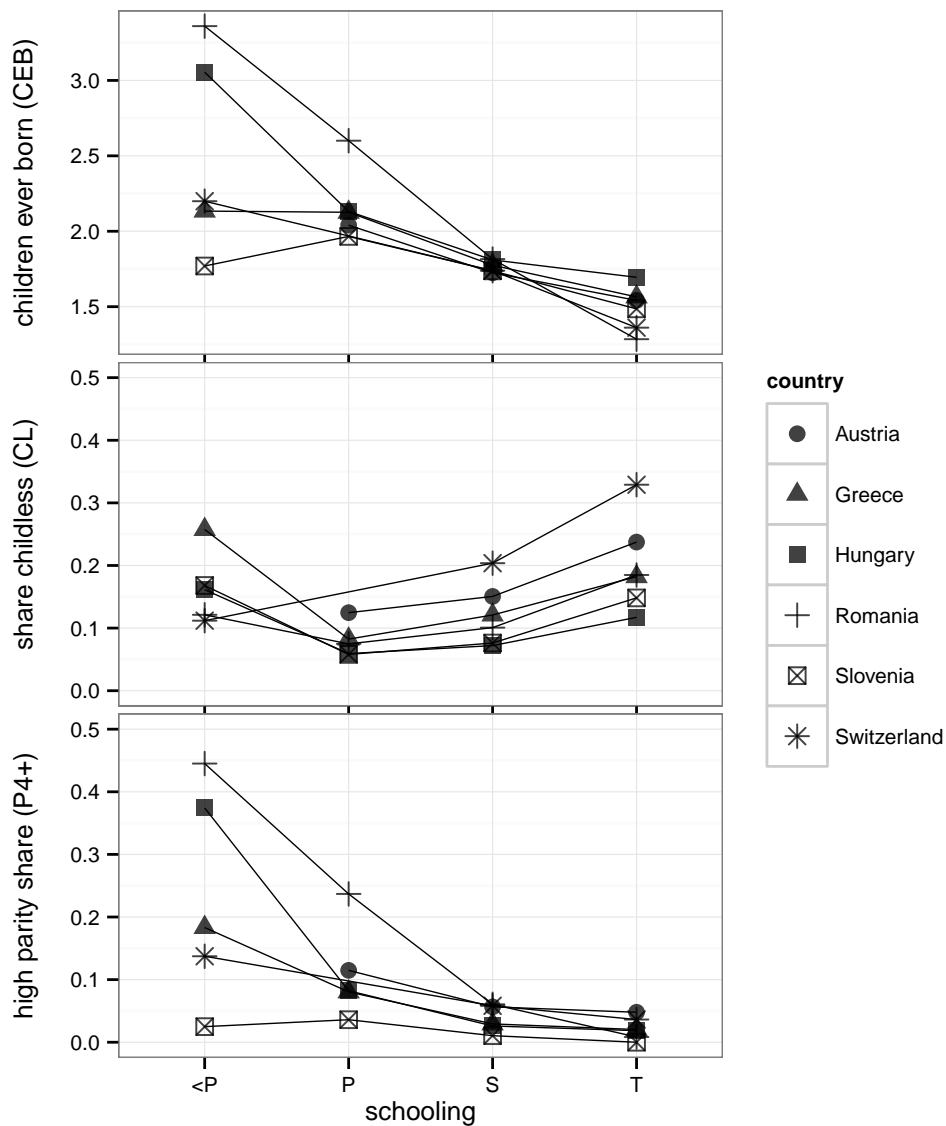 children ever born (CEB)
3.0
2.5
2.0
1.5
share childless (CL)
0.5
0.4
0.3
0.2
0.1
0.0
high parity share (P4+)
0.5
0.4
0.3
0.2
0.1
0.0
<P P S T
schooling
country
Austria
Greece
Hungary
Romania
Slovenia
Switzerland